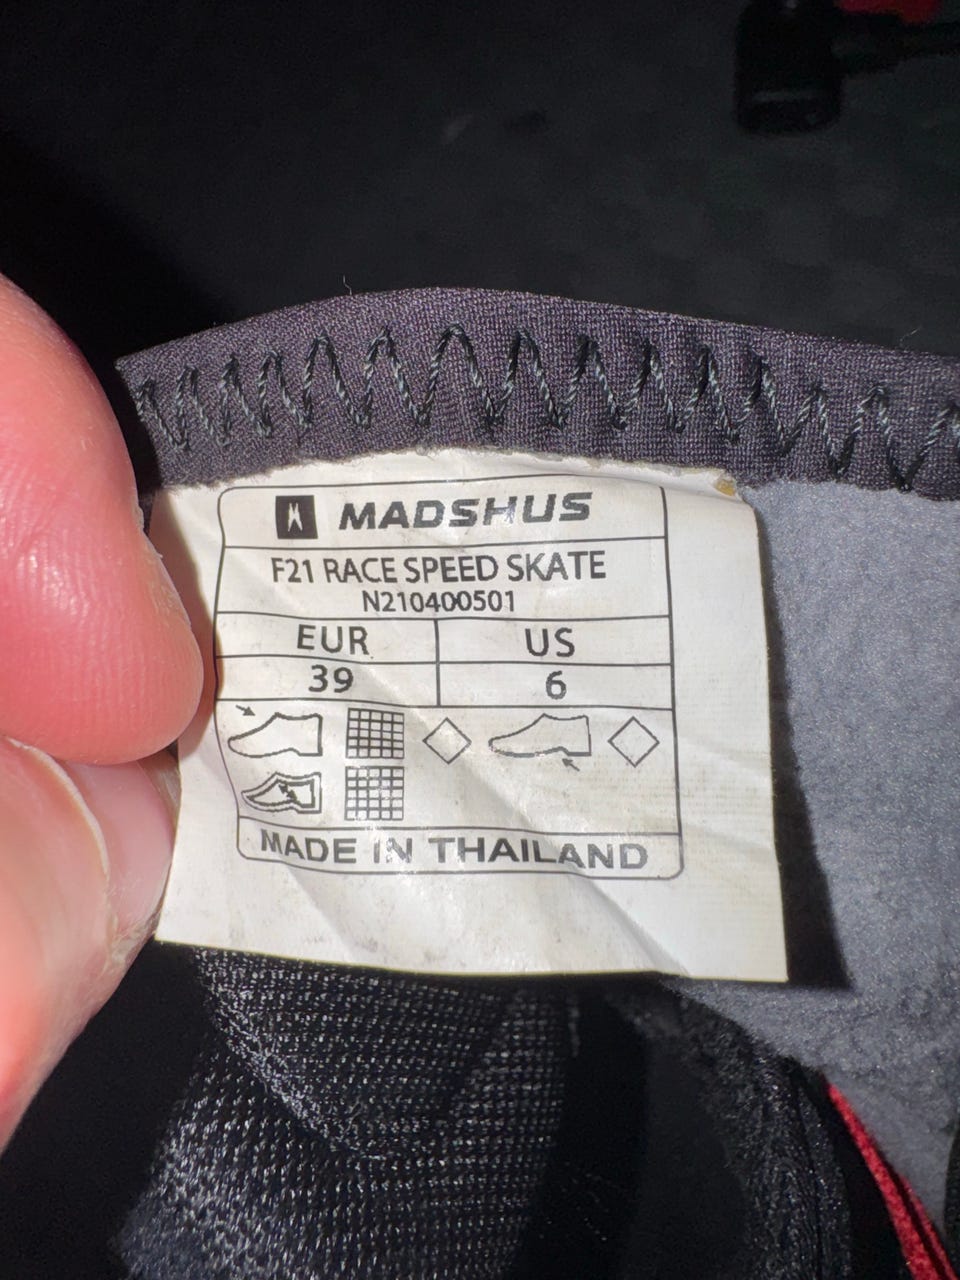 MADSHUS
F21 RACE SPEED SKATE
N210400501
EUR US
39 6
MADE IN THAILAND